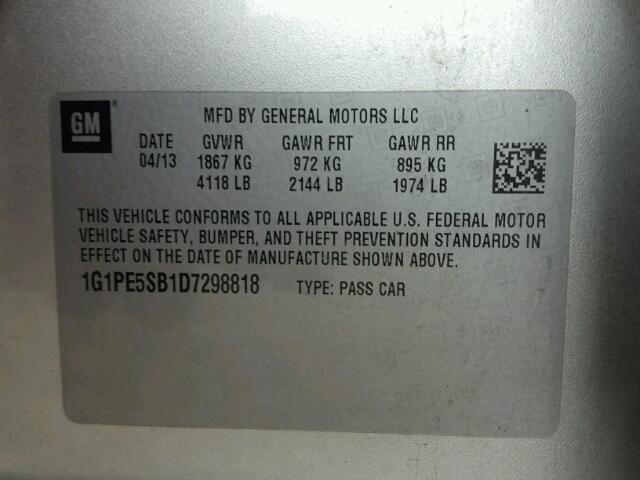 GM
MFD BY GENERAL MOTORS LLC
DATE GVWR GAWR FRT GAWR RR
04/13 1867 KG 972 KG 895 KG
4118 LB 2144 LB 1974 LB
THIS VEHICLE CONFORMS TO ALL APPLICABLE U.S. FEDERAL MOTOR
VEHICLE SAFETY, BUMPER, AND THEFT PREVENTION STANDARDS IN
EFFECT ON THE DATE OF MANUFACTURE SHOWN ABOVE.
1G1PE5SB1D7298818 TYPE: PASS CAR